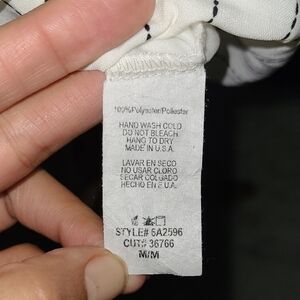 100%Polyester/Poliester
HAND WASH COLD
DO NOT BLEACH
HANG TO DRY
MADE IN U.S.A.
LAVAR EN SECO
NO USAR CLORO
SECAR COLGADO
HECHO EN E.U.A.
STYLE# 6A2596
CUT# 36766
M/M